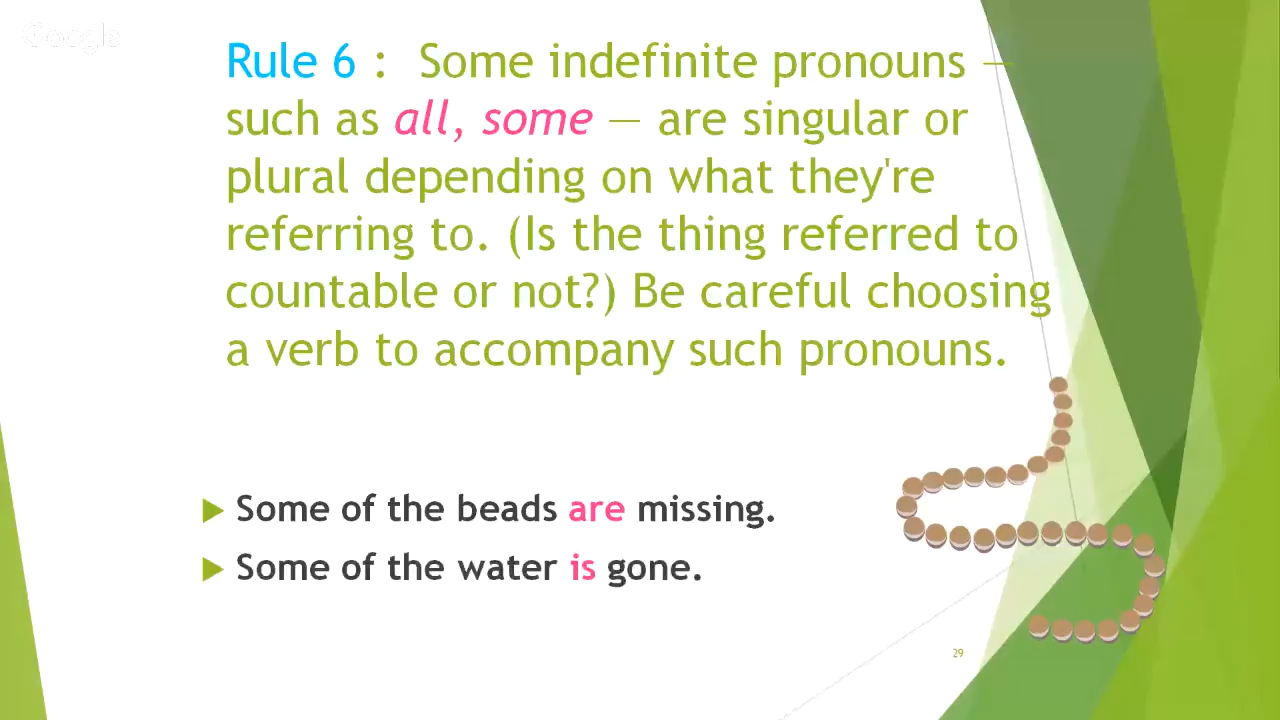 Google
Rule 6 : Some indefinite pronouns —
such as all, some — are singular or
plural depending on what they're
referring to. (Is the thing referred to
countable or not?) Be careful choosing
a verb to accompany such pronouns.
Some of the beads are missing.
Some of the water is gone.
29